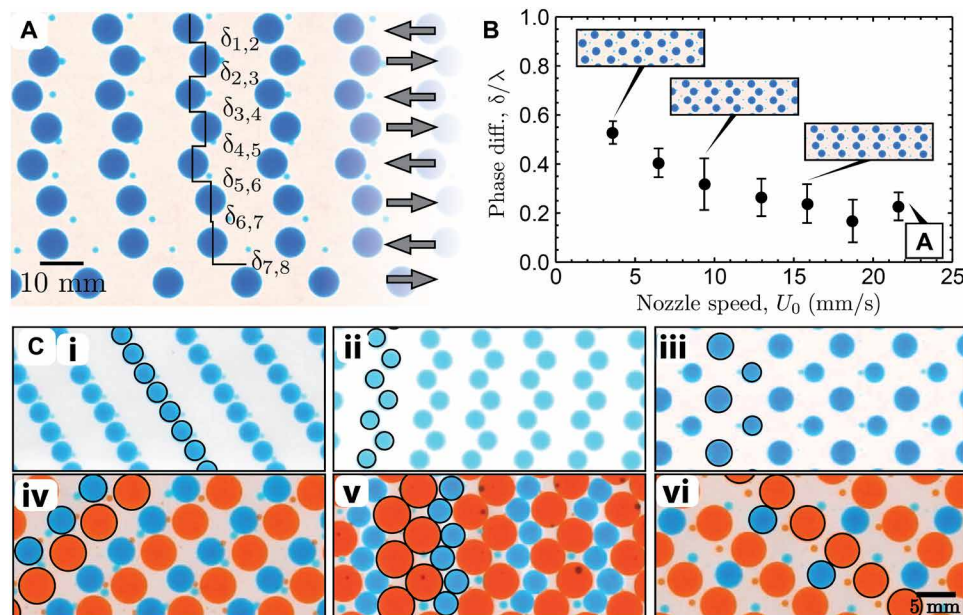 A
δ1,2
δ2,3
δ3,4
δ4,5
δ5,6
δ6,7
δ7,8
10 mm
B
Phase diff., δ/λ
1.0
0.8
0.6
0.4
0.2
0.0
A
0 5 10 15 20 25
Nozzle speed, U0 (mm/s)
C i
ii
iii
iv
v
vi
5 mm